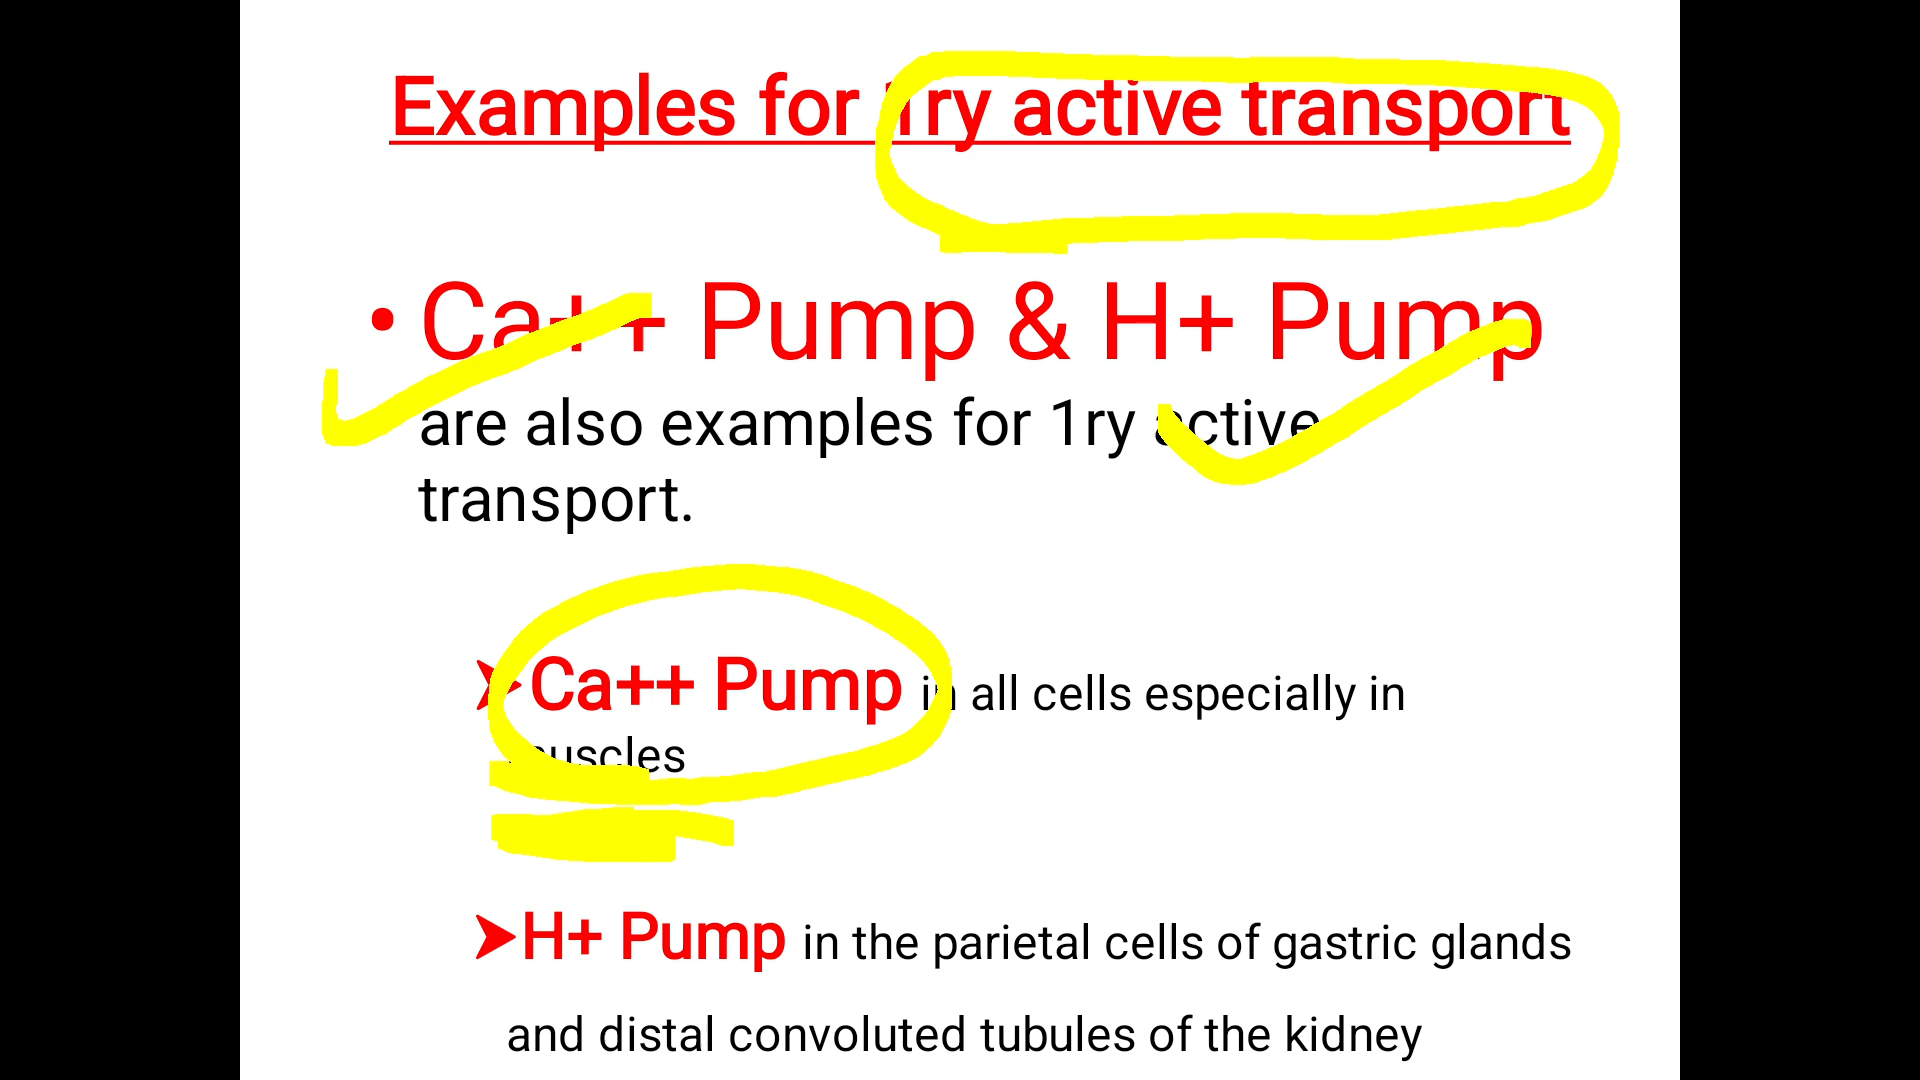 Examples for 1ry active transport
• Ca++ Pump & H+ Pump
are also examples for 1ry active
transport.
➤Ca++ Pump in all cells especially in
muscles
➤H+ Pump in the parietal cells of gastric glands
and distal convoluted tubules of the kidney